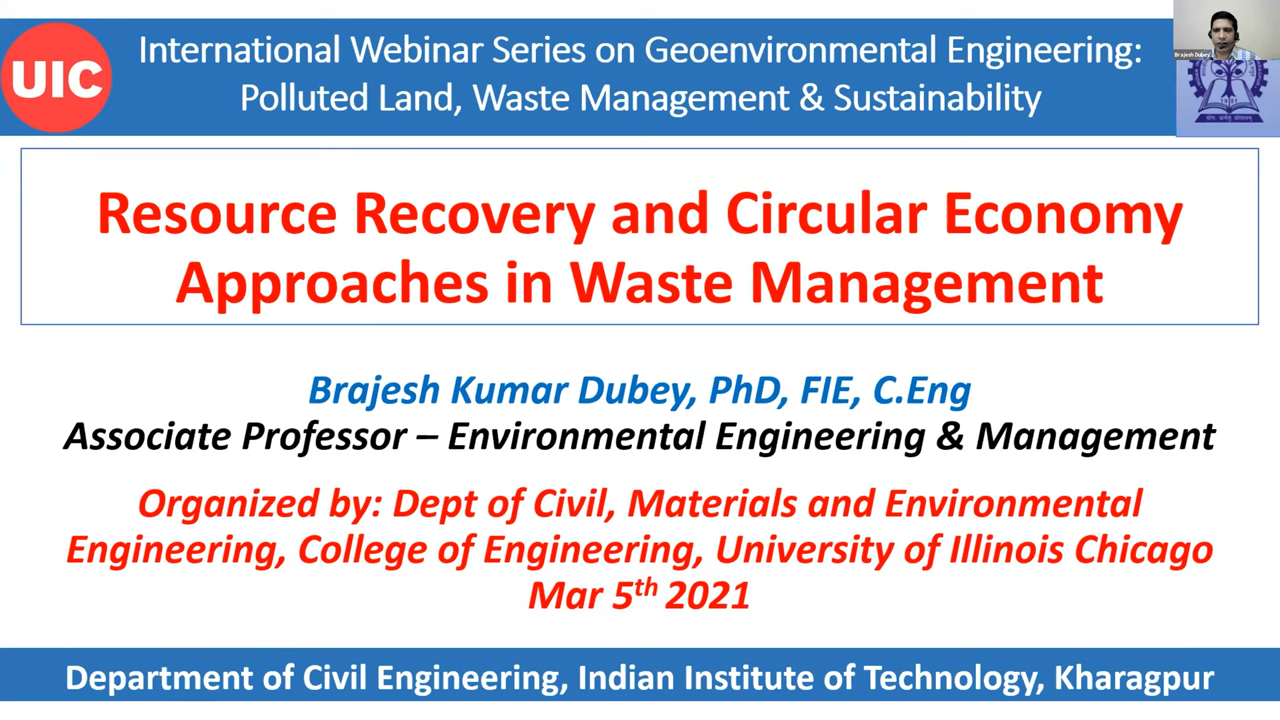 UIC
International Webinar Series on Geoenvironmental Engineering:
Polluted Land, Waste Management & Sustainability
Brajesh Dubey
Resource Recovery and Circular Economy
Approaches in Waste Management
Brajesh Kumar Dubey, PhD, FIE, C.Eng
Associate Professor – Environmental Engineering & Management
Organized by: Dept of Civil, Materials and Environmental
Engineering, College of Engineering, University of Illinois Chicago
Mar 5th 2021
Department of Civil Engineering, Indian Institute of Technology, Kharagpur